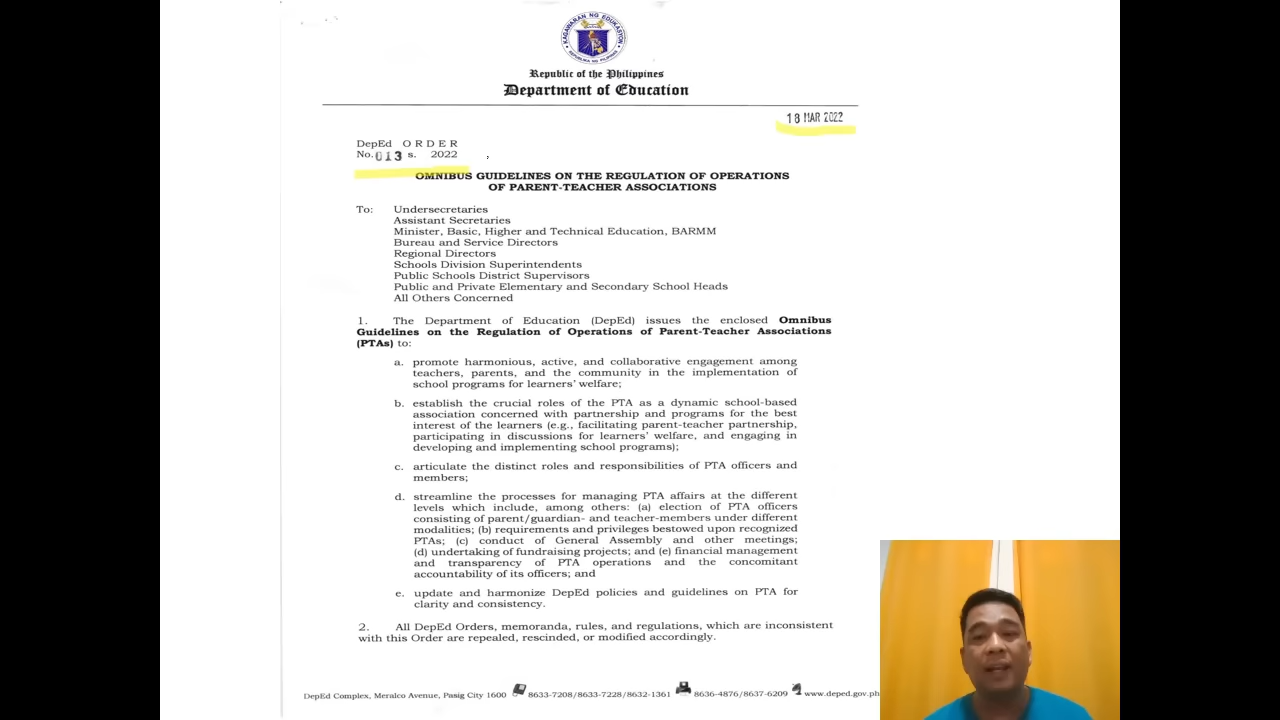 KAGAWARAN NG EDUKASYON
REPUBLIKA NG PILIPINAS
Republic of the Philippines
Department of Education
18 MAR 2022
DepEd O R D E R
No. 013 s. 2022
OMNIBUS GUIDELINES ON THE REGULATION OF OPERATIONS
OF PARENT-TEACHER ASSOCIATIONS
To: Undersecretaries
Assistant Secretaries
Minister, Basic, Higher and Technical Education, BARMM
Bureau and Service Directors
Regional Directors
Schools Division Superintendents
Public Schools District Supervisors
Public and Private Elementary and Secondary School Heads
All Others Concerned
1. The Department of Education (DepEd) issues the enclosed Omnibus
Guidelines on the Regulation of Operations of Parent-Teacher Associations
(PTAs) to:
a. promote harmonious, active, and collaborative engagement among
teachers, parents, and the community in the implementation of
school programs for learners' welfare;
b. establish the crucial roles of the PTA as a dynamic school-based
association concerned with partnership and programs for the best
interest of the learners (e.g., facilitating parent-teacher partnership,
participating in discussions for learners' welfare, and engaging in
developing and implementing school programs);
c. articulate the distinct roles and responsibilities of PTA officers and
members;
d. streamline the processes for managing PTA affairs at the different
levels which include, among others: (a) election of PTA officers
consisting of parent/guardian- and teacher-members under different
modalities; (b) requirements and privileges bestowed upon recognized
PTAs; (c) conduct of General Assembly and other meetings;
(d) undertaking of fundraising projects; and (e) financial management
and transparency of PTA operations and the concomitant
accountability of its officers; and
e. update and harmonize DepEd policies and guidelines on PTA for
clarity and consistency.
2. All DepEd Orders, memoranda, rules, and regulations, which are inconsistent
with this Order are repealed, rescinded, or modified accordingly.
DepEd Complex, Meralco Avenue, Pasig City 1600 8633-7208/8633-7228/8632-1361 8636-4876/8637-6209 www.deped.gov.ph